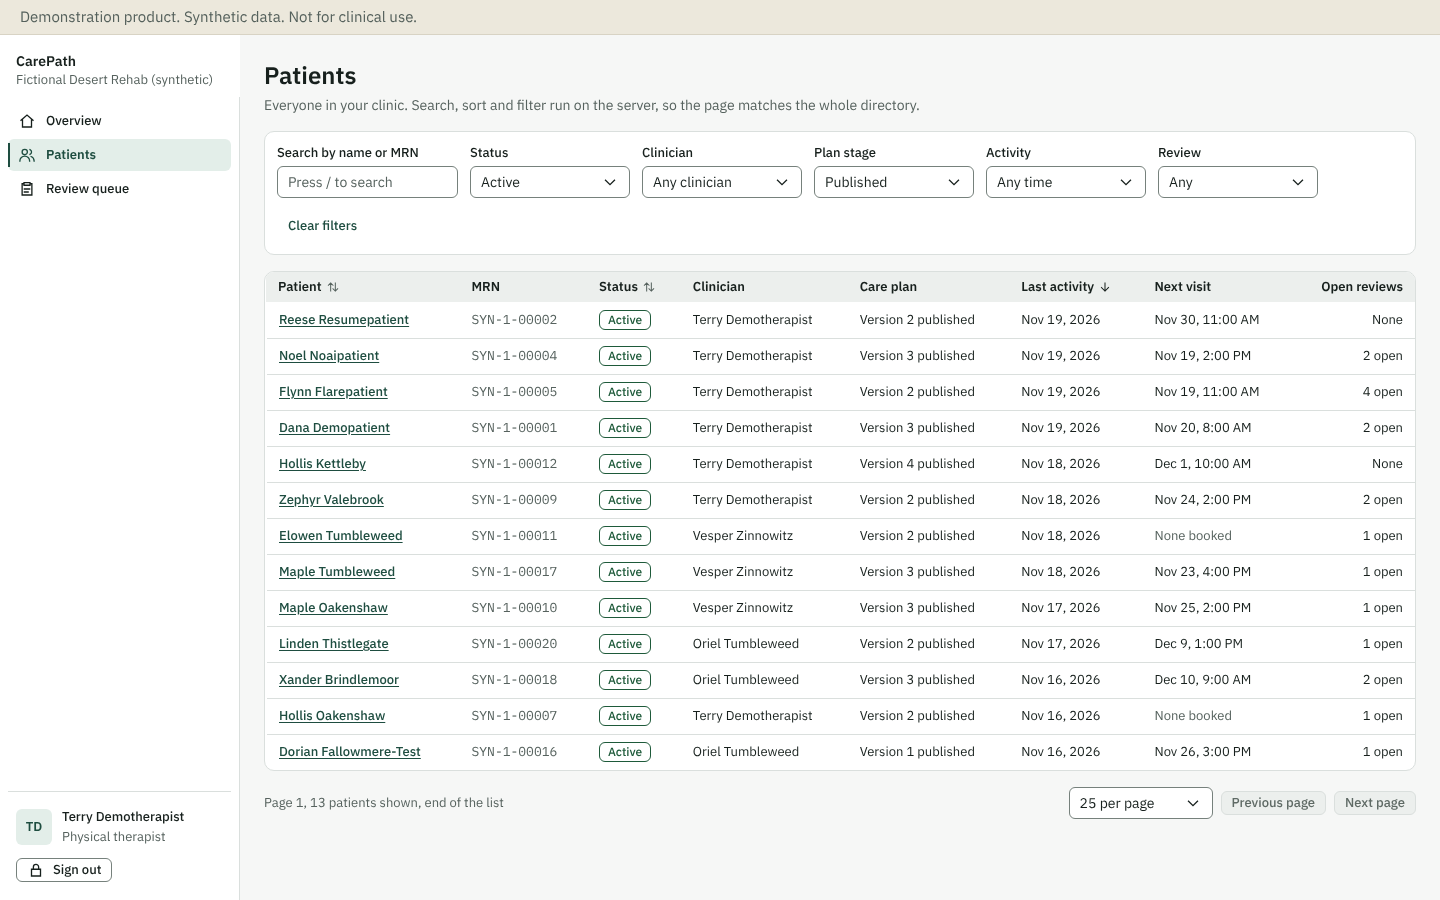 Demonstration product. Synthetic data. Not for clinical use.
CarePath
Fictional Desert Rehab (synthetic)
Overview
Patients
Review queue
Terry Demotherapist
TD
Physical therapist
Sign out
Patients
Everyone in your clinic. Search, sort and filter run on the server, so the page matches the whole directory.
Search by name or MRN Status Clinician Plan stage Activity Review
Press / to search Active Any clinician Published Any time Any
Clear filters
Patient MRN Status Clinician Care plan Last activity Next visit Open reviews
Reese Resumepatient SYN-1-00002 Active Terry Demotherapist Version 2 published Nov 19, 2026 Nov 30, 11:00 AM None
Noel Noaipatient SYN-1-00004 Active Terry Demotherapist Version 3 published Nov 19, 2026 Nov 19, 2:00 PM 2 open
Flynn Flarepatient SYN-1-00005 Active Terry Demotherapist Version 2 published Nov 19, 2026 Nov 19, 11:00 AM 4 open
Dana Demopatient SYN-1-00001 Active Terry Demotherapist Version 3 published Nov 19, 2026 Nov 20, 8:00 AM 2 open
Hollis Kettleby SYN-1-00012 Active Terry Demotherapist Version 4 published Nov 18, 2026 Dec 1, 10:00 AM None
Zephyr Valebrook SYN-1-00009 Active Terry Demotherapist Version 2 published Nov 18, 2026 Nov 24, 2:00 PM 2 open
Elowen Tumbleweed SYN-1-00011 Active Vesper Zinnowitz Version 2 published Nov 18, 2026 None booked 1 open
Maple Tumbleweed SYN-1-00017 Active Vesper Zinnowitz Version 3 published Nov 18, 2026 Nov 23, 4:00 PM 1 open
Maple Oakenshaw SYN-1-00010 Active Vesper Zinnowitz Version 3 published Nov 17, 2026 Nov 25, 2:00 PM 1 open
Linden Thistlegate SYN-1-00020 Active Oriel Tumbleweed Version 2 published Nov 17, 2026 Dec 9, 1:00 PM 1 open
Xander Brindlemoor SYN-1-00018 Active Oriel Tumbleweed Version 3 published Nov 16, 2026 Dec 10, 9:00 AM 2 open
Hollis Oakenshaw SYN-1-00007 Active Terry Demotherapist Version 2 published Nov 16, 2026 None booked 1 open
Dorian Fallowmere-Test SYN-1-00016 Active Oriel Tumbleweed Version 1 published Nov 16, 2026 Nov 26, 3:00 PM 1 open
Page 1, 13 patients shown, end of the list 25 per page Previous page Next page